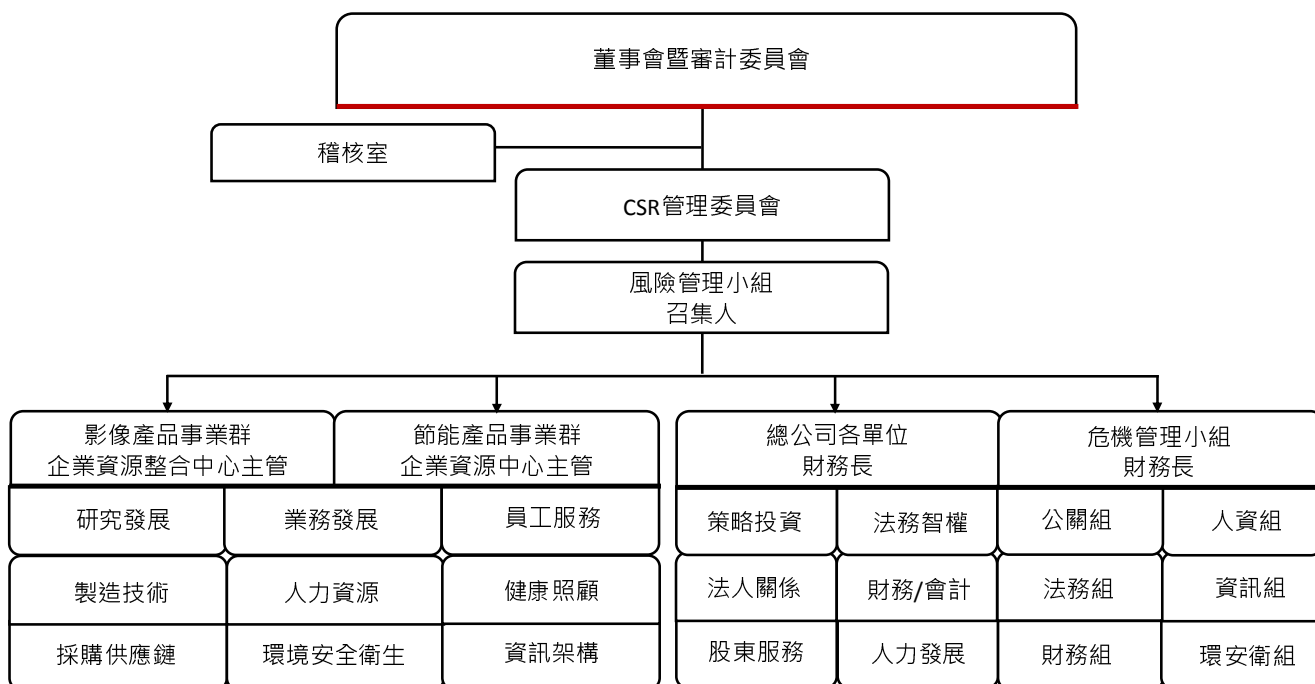 董事會暨審計委員會
稽核室
CSR管理委員會
風險管理小組
召集人
影像產品事業群
企業資源整合中心主管
節能產品事業群
企業資源中心主管
總公司各單位
財務長
危機管理小組
財務長
研究發展
業務發展
員工服務
策略投資
法務智權
公關組
人資組
製造技術
人力資源
健康照顧
法人關係
財務/會計
法務組
資訊組
採購供應鏈
環境安全衛生
資訊架構
股東服務
人力發展
財務組
環安衛組